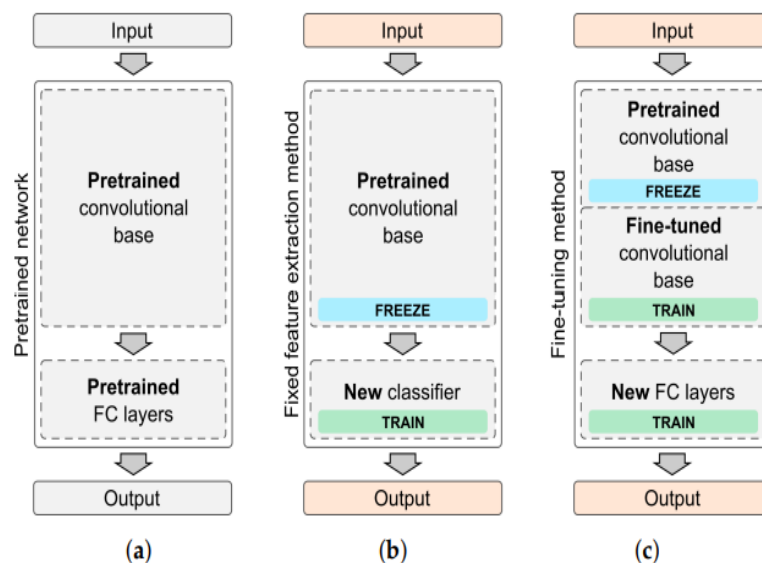 Input
Pretrained network
Pretrained
convolutional
base
Pretrained
FC layers
Output
(a)
Input
Fixed feature extraction method
Pretrained
convolutional
base
FREEZE
New classifier
TRAIN
Output
(b)
Input
Fine-tuning method
Pretrained
convolutional
base
FREEZE
Fine-tuned
convolutional
base
TRAIN
New FC layers
TRAIN
Output
(c)